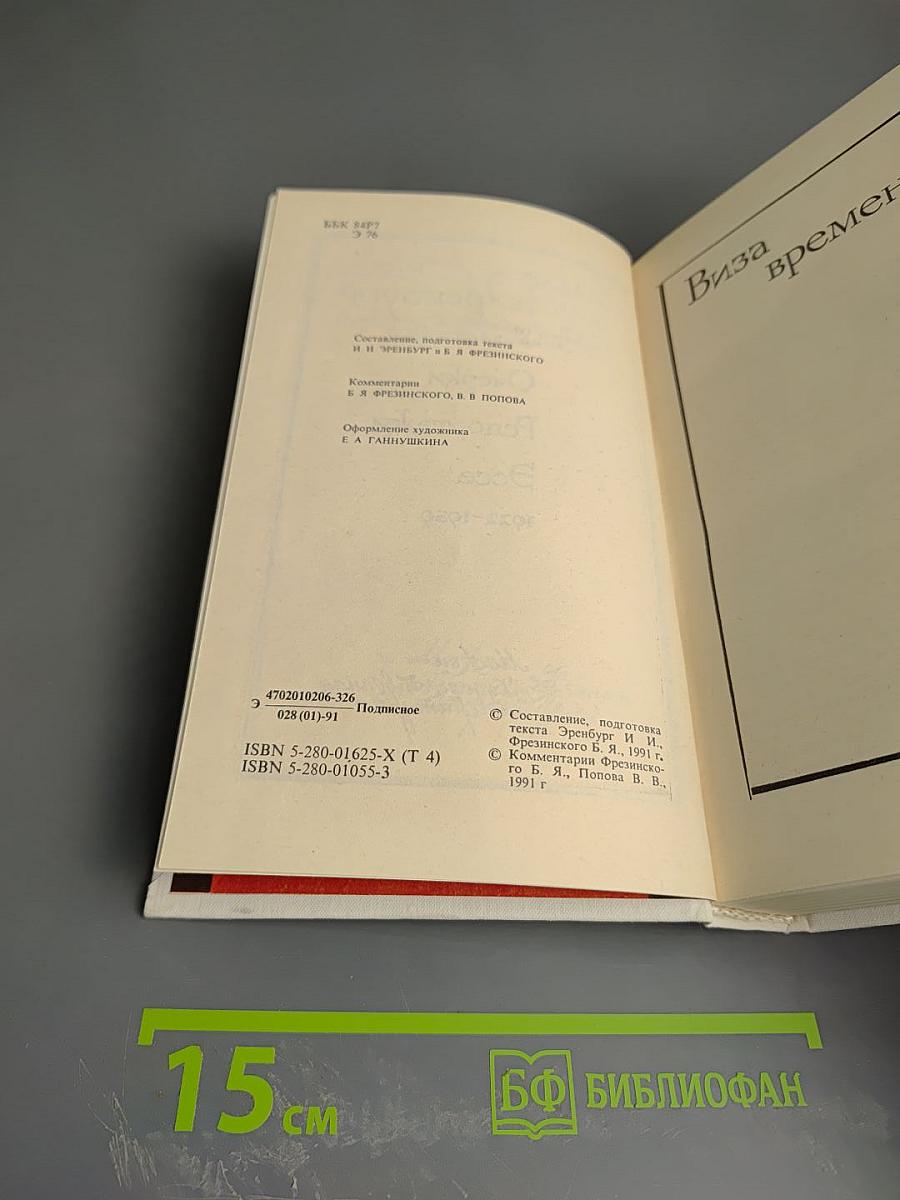 ББК 84Р7
Э 76
Составление, подготовка текста
И И ЭРЕНБУРГ и Б Я ФРЕЗИНСКОГО
Комментарии
Б Я ФРЕЗИНСКОГО, В. В ПОПОВА
Оформление художника
Е А ГАННУШКИНА
Э 4702010206-326
028 (01)-91
Подписное
ISBN 5-280-01625-X (Т 4)
ISBN 5-280-01055-3
© Составление, подготовка
текста Эренбург И И.,
Фрезинского Б. Я., 1991 г.
© Комментарии Фрезинско-
го Б. Я., Попова В. В.,
1991 г
Виза
времен
15 см
БФ БИБЛИОФАН